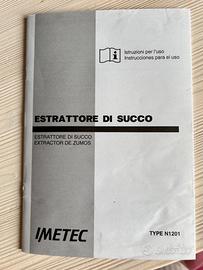 Istruzioni per l'uso
Instrucciones para el uso
ESTRATTORE DI SUCCO
ESTRATTORE DI SUCCO
EXTRACTOR DE ZUMOS
IMETEC
TYPE N1201